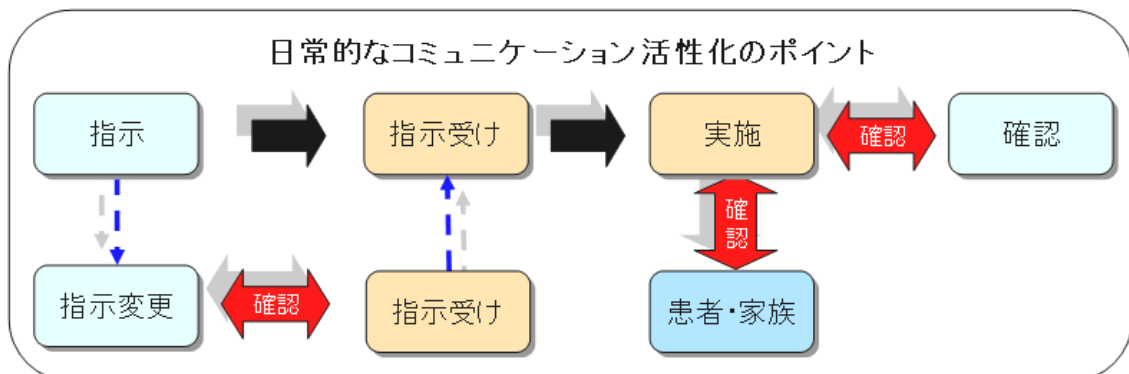 日常的なコミュニケーション活性化のポイント
指示
指示受け
実施
確認
確認
確認
指示変更
確認
指示受け
患者・家族